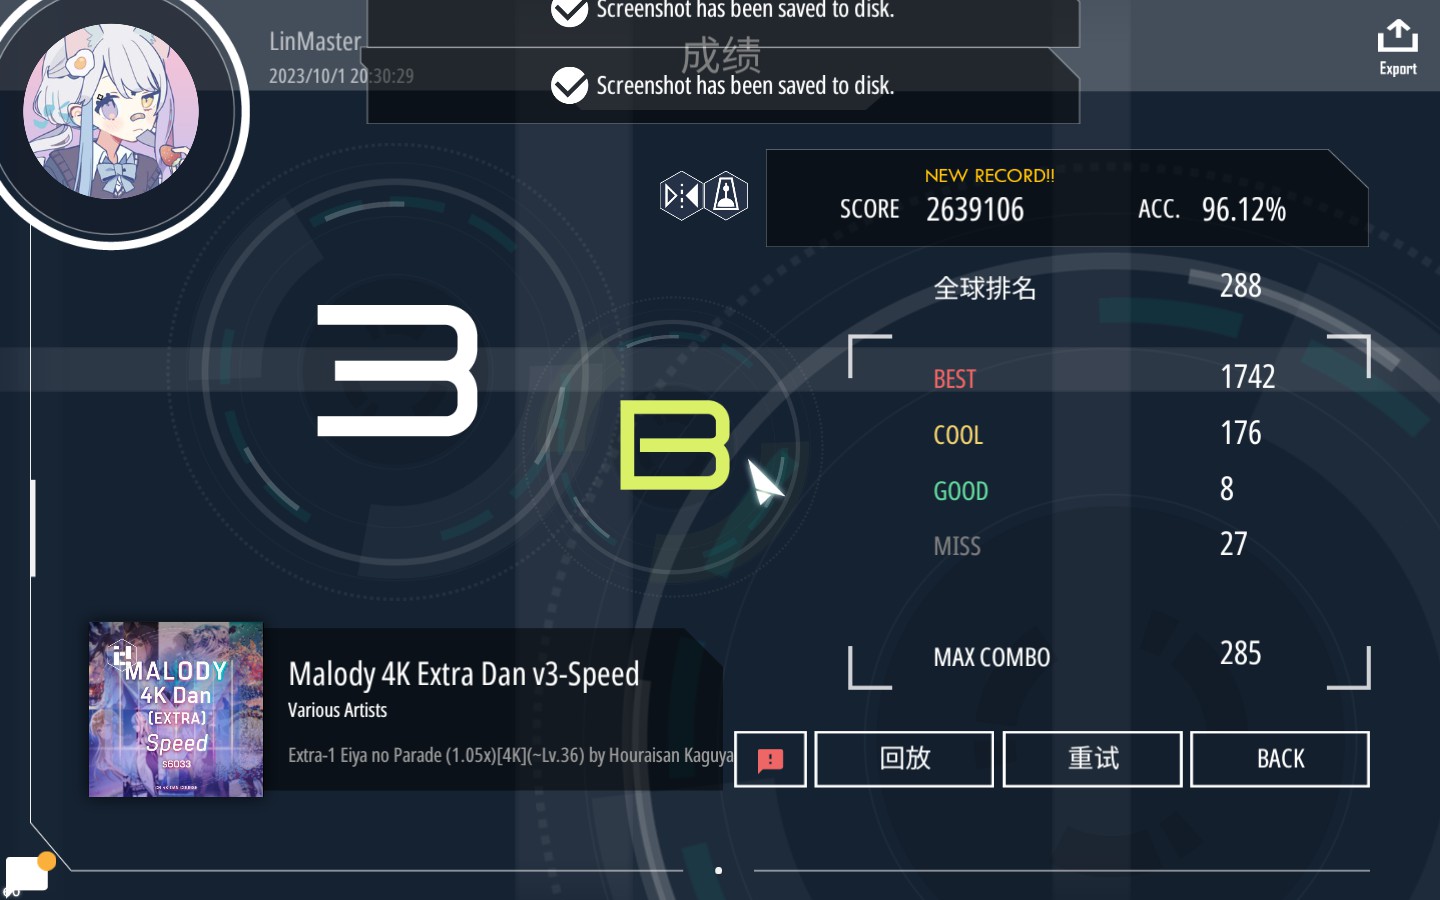 Screenshot has been saved to disk.
LinMaster
成绩
2023/10/1 20:30:29
Screenshot has been saved to disk.
Export
NEW RECORD!!
SCORE 2639106 ACC. 96.12%
全球排名 288
BEST 1742
COOL 176
GOOD 8
MISS 27
MAX COMBO 285
3
B
MALODY
4K Dan
[EXTRA]
Speed
S6033
Malody 4K Extra Dan v3-Speed
Various Artists
Extra-1 Eiya no Parade (1.05x)[4K](~Lv.36) by Houraisan Kaguya
回放 重试 BACK